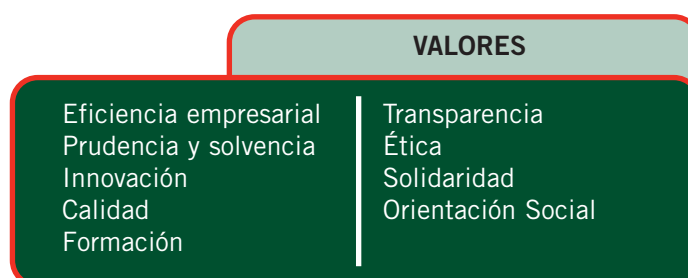 VALORES
Eficiencia empresarial
Prudencia y solvencia
Innovación
Calidad
Formación
Transparencia
Ética
Solidaridad
Orientación Social